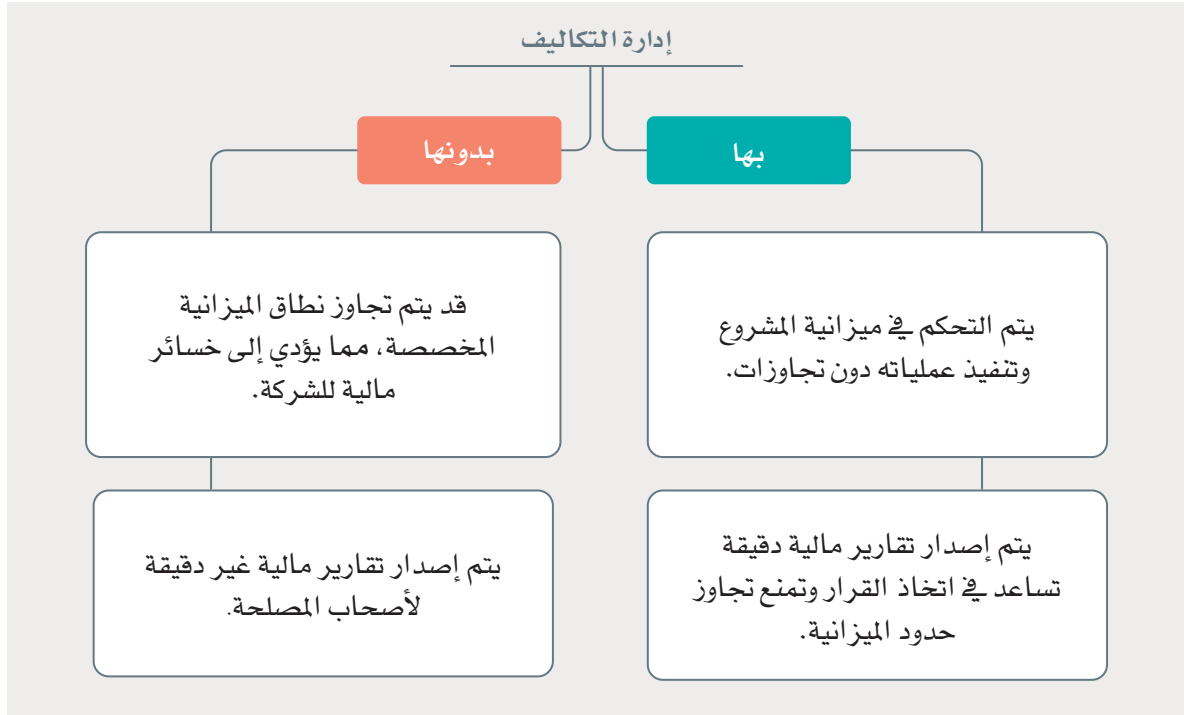 إدارة التكاليف
بها
يتم التحكم في ميزانية المشروع
وتنفيذ عملياته دون تجاوزات.
يتم إصدار تقارير مالية دقيقة
تساعد في اتخاذ القرار وتمنع تجاوز
حدود الميزانية.
بدونها
قد يتم تجاوز نطاق الميزانية
المخصصة، مما يؤدي إلى خسائر
مالية للشركة.
يتم إصدار تقارير مالية غير دقيقة
لأصحاب المصلحة.